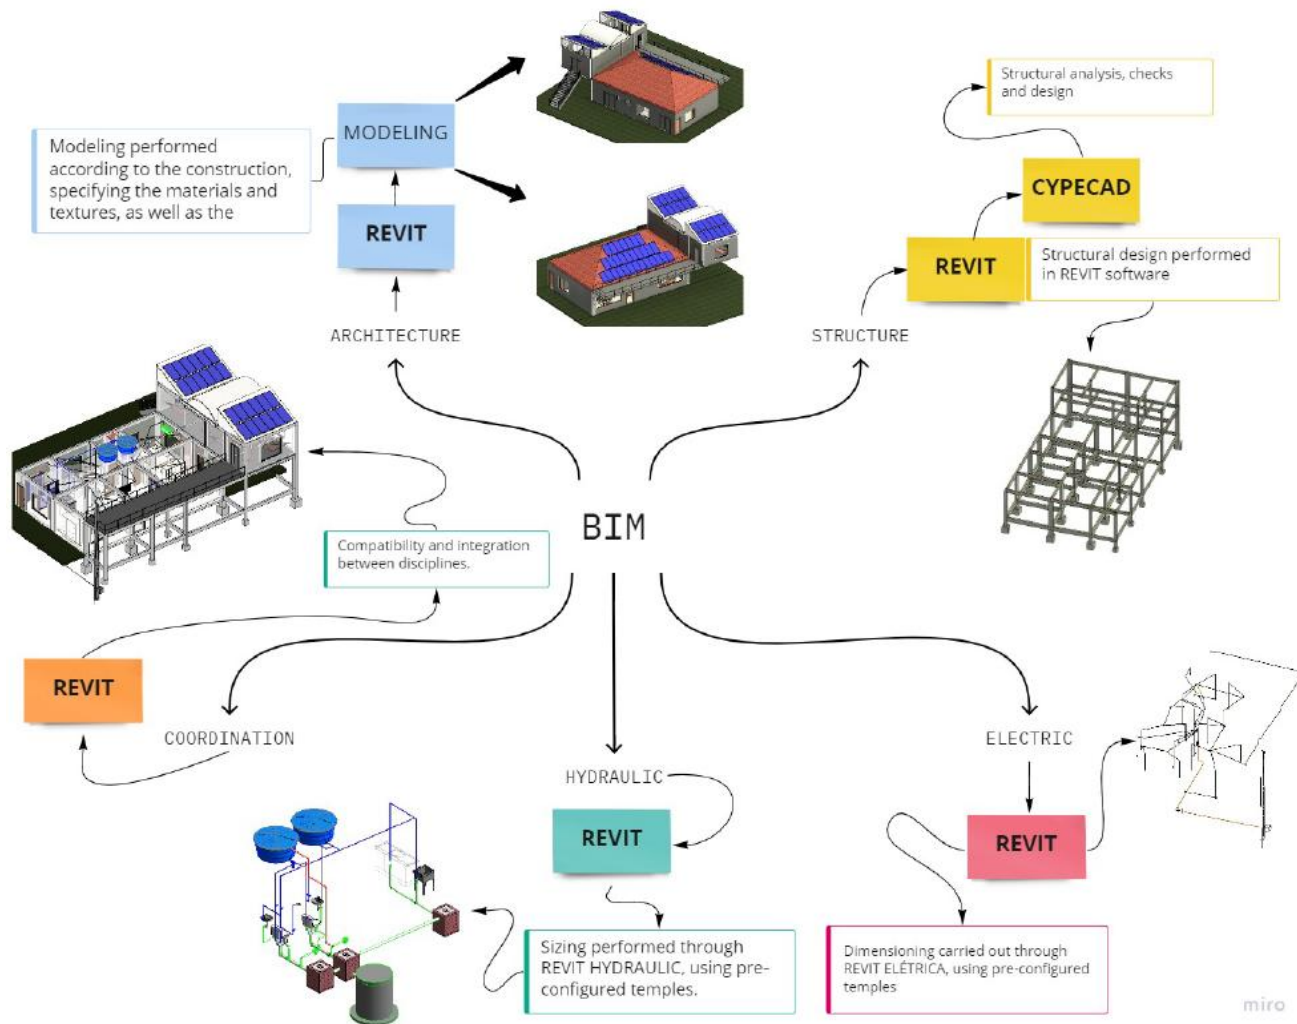 MODELING
Modeling performed
according to the construction,
specifying the materials and
textures, as well as the
REVIT
ARCHITECTURE
Structural analysis, checks
and design
CYPECAD
REVIT
Structural design performed
in REVIT software
STRUCTURE
BIM
Compatibility and integration
between disciplines.
REVIT
COORDINATION
HYDRAULIC
REVIT
Sizing performed through
REVIT HYDRAULIC, using pre-
configured temples.
ELECTRIC
REVIT
Dimensioning carried out through
REVIT ELÉTRICA, using pre-configured
temples
miro